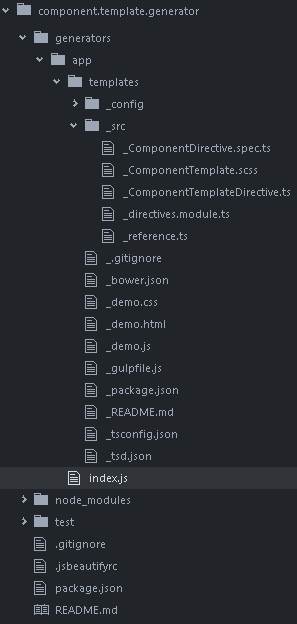 component.template.generator
generators
app
templates
_config
_src
_ComponentDirective.spec.ts
_ComponentTemplate.scss
_ComponentTemplateDirective.ts
_directives.module.ts
_reference.ts
_.gitignore
_bower.json
_demo.css
_demo.html
_demo.js
_gulpfile.js
_package.json
_README.md
_tsconfig.json
_tsd.json
index.js
node_modules
test
.gitignore
.jsbeautifyrc
package.json
README.md